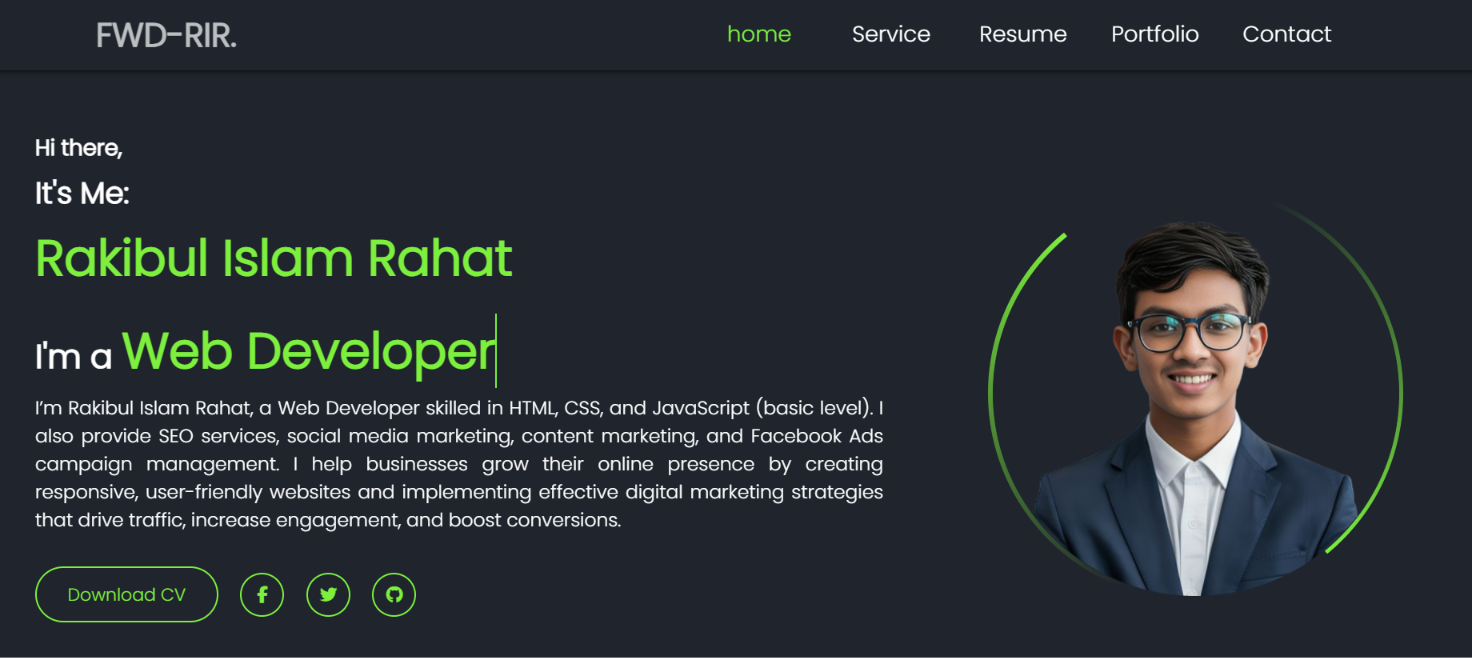 FWD-RIR.
home Service Resume Portfolio Contact
Hi there,
It's Me:
Rakibul Islam Rahat
I'm a Web Developer
I’m Rakibul Islam Rahat, a Web Developer skilled in HTML, CSS, and JavaScript (basic level). I
also provide SEO services, social media marketing, content marketing, and Facebook Ads
campaign management. I help businesses grow their online presence by creating
responsive, user-friendly websites and implementing effective digital marketing strategies
that drive traffic, increase engagement, and boost conversions.
Download CV